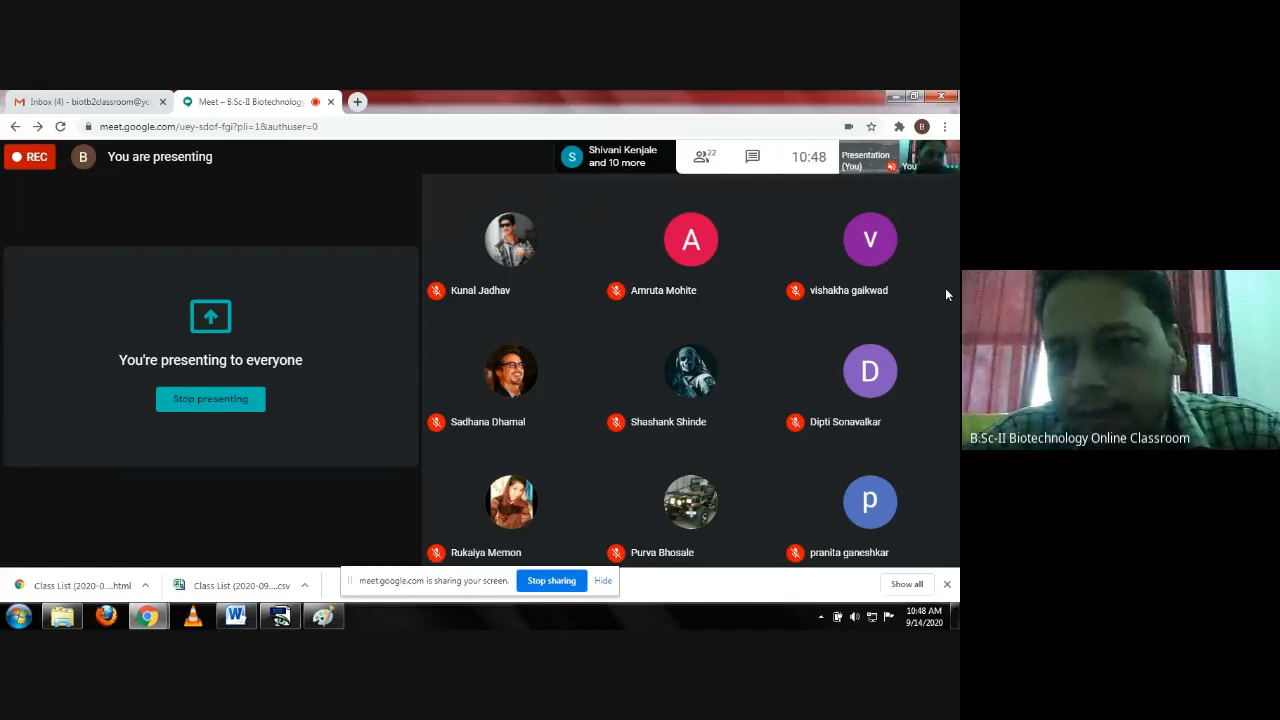 Inbox (4) - biotb2classroom@yc
Meet – B.Sc-II Biotechnology
meet.google.com/uey-sdof-fgi?pli=1&authuser=0
B
REC
B
You are presenting
S
Shivani Kenjale
and 10 more
22
10:48
Presentation
(You)
You
Kunal Jadhav
A
Amruta Mohite
v
vishakha gaikwad
You're presenting to everyone
Stop presenting
Sadhana Dhamal
Shashank Shinde
D
Dipti Sonavalkar
Rukaiya Memon
Purva Bhosale
p
pranita ganeshkar
B.Sc-II Biotechnology Online Classroom
Class List (2020-0....html
Class List (2020-09....csv
meet.google.com is sharing your screen.
Stop sharing
Hide
Show all
10:48 AM
9/14/2020